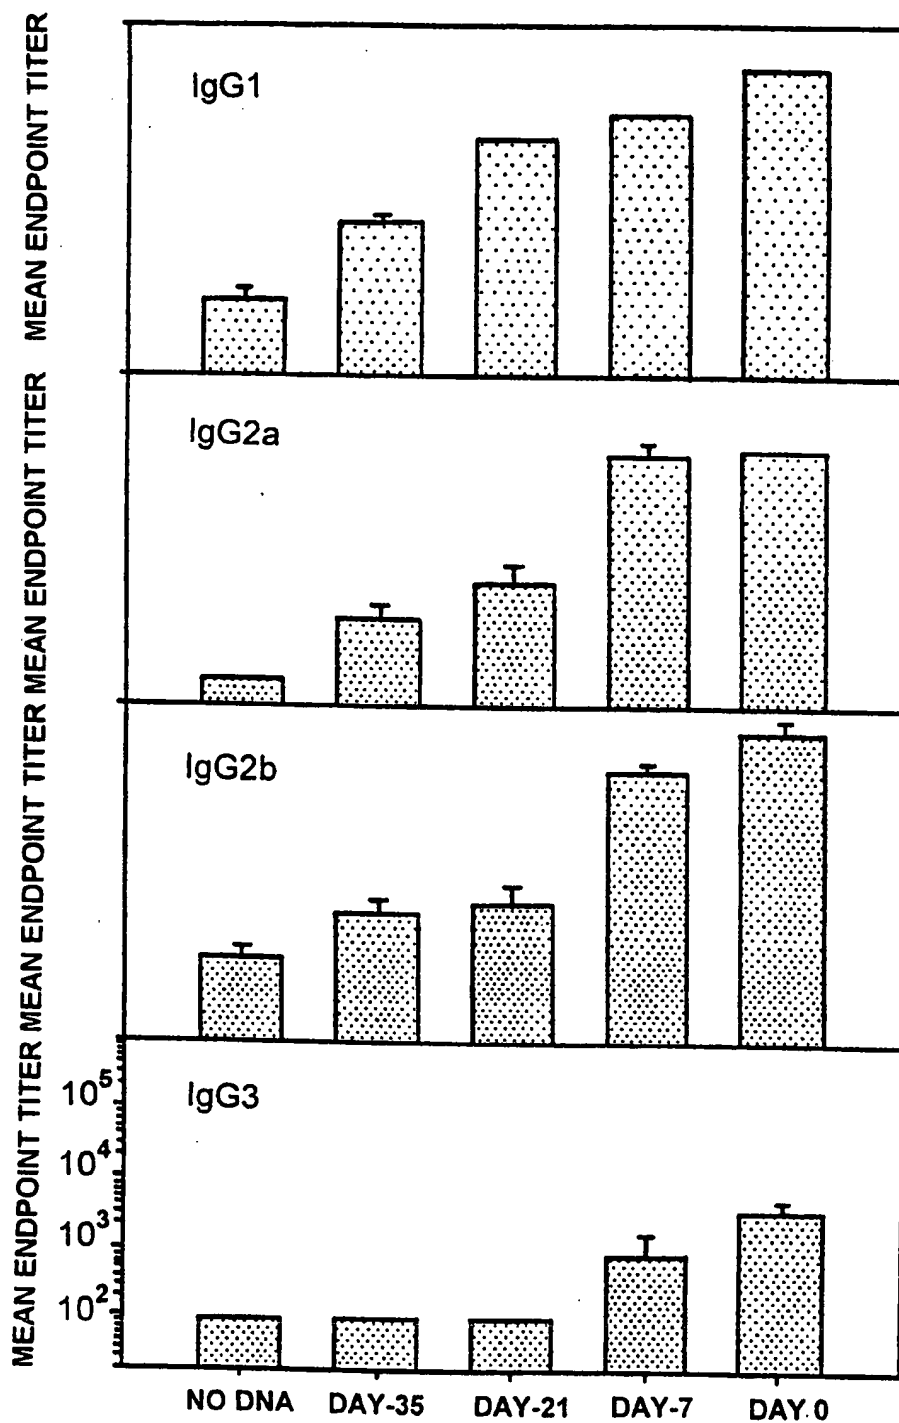 MEAN ENDPOINT TITER
IgG1
MEAN ENDPOINT TITER
IgG2a
MEAN ENDPOINT TITER
IgG2b
MEAN ENDPOINT TITER
IgG3
10⁵
10⁴
10³
10²
NO DNA DAY-35 DAY-21 DAY-7 DAY 0